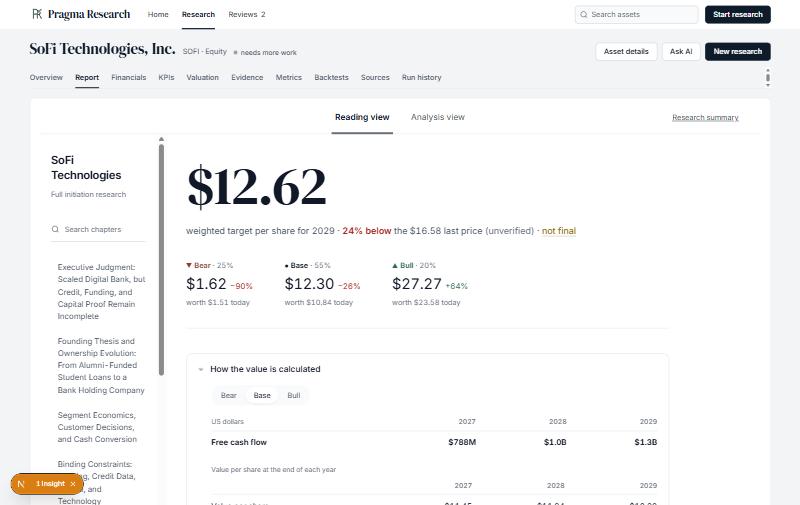 Pragma Research
Home
Research
Reviews 2
Search assets
Start research
SoFi Technologies, Inc.
SOFI · Equity
needs more work
Asset details
Ask AI
New research
Overview
Report
Financials
KPIs
Valuation
Evidence
Metrics
Backtests
Sources
Run history
Reading view
Analysis view
Research summary
SoFi
Technologies
Full initiation research
Search chapters
Executive Judgment:
Scaled Digital Bank, but
Credit, Funding, and
Capital Proof Remain
Incomplete
Founding Thesis and
Ownership Evolution:
From Alumni-Funded
Student Loans to a
Bank Holding Company
Segment Economics,
Customer Decisions,
and Cash Conversion
Binding Constraints:
Credit Data,
and
Technology
1 Insight ×
$12.62
weighted target per share for 2029 · 24% below the $16.58 last price (unverified) · not final
▼ Bear · 25%
$1.62 −90%
worth $1.51 today
● Base · 55%
$12.30 −26%
worth $10.84 today
▲ Bull · 20%
$27.27 +64%
worth $23.58 today
How the value is calculated
Bear
Base
Bull
US dollars 2027 2028 2029
Free cash flow $788M $1.0B $1.3B
Value per share at the end of each year
2027 2028 2029